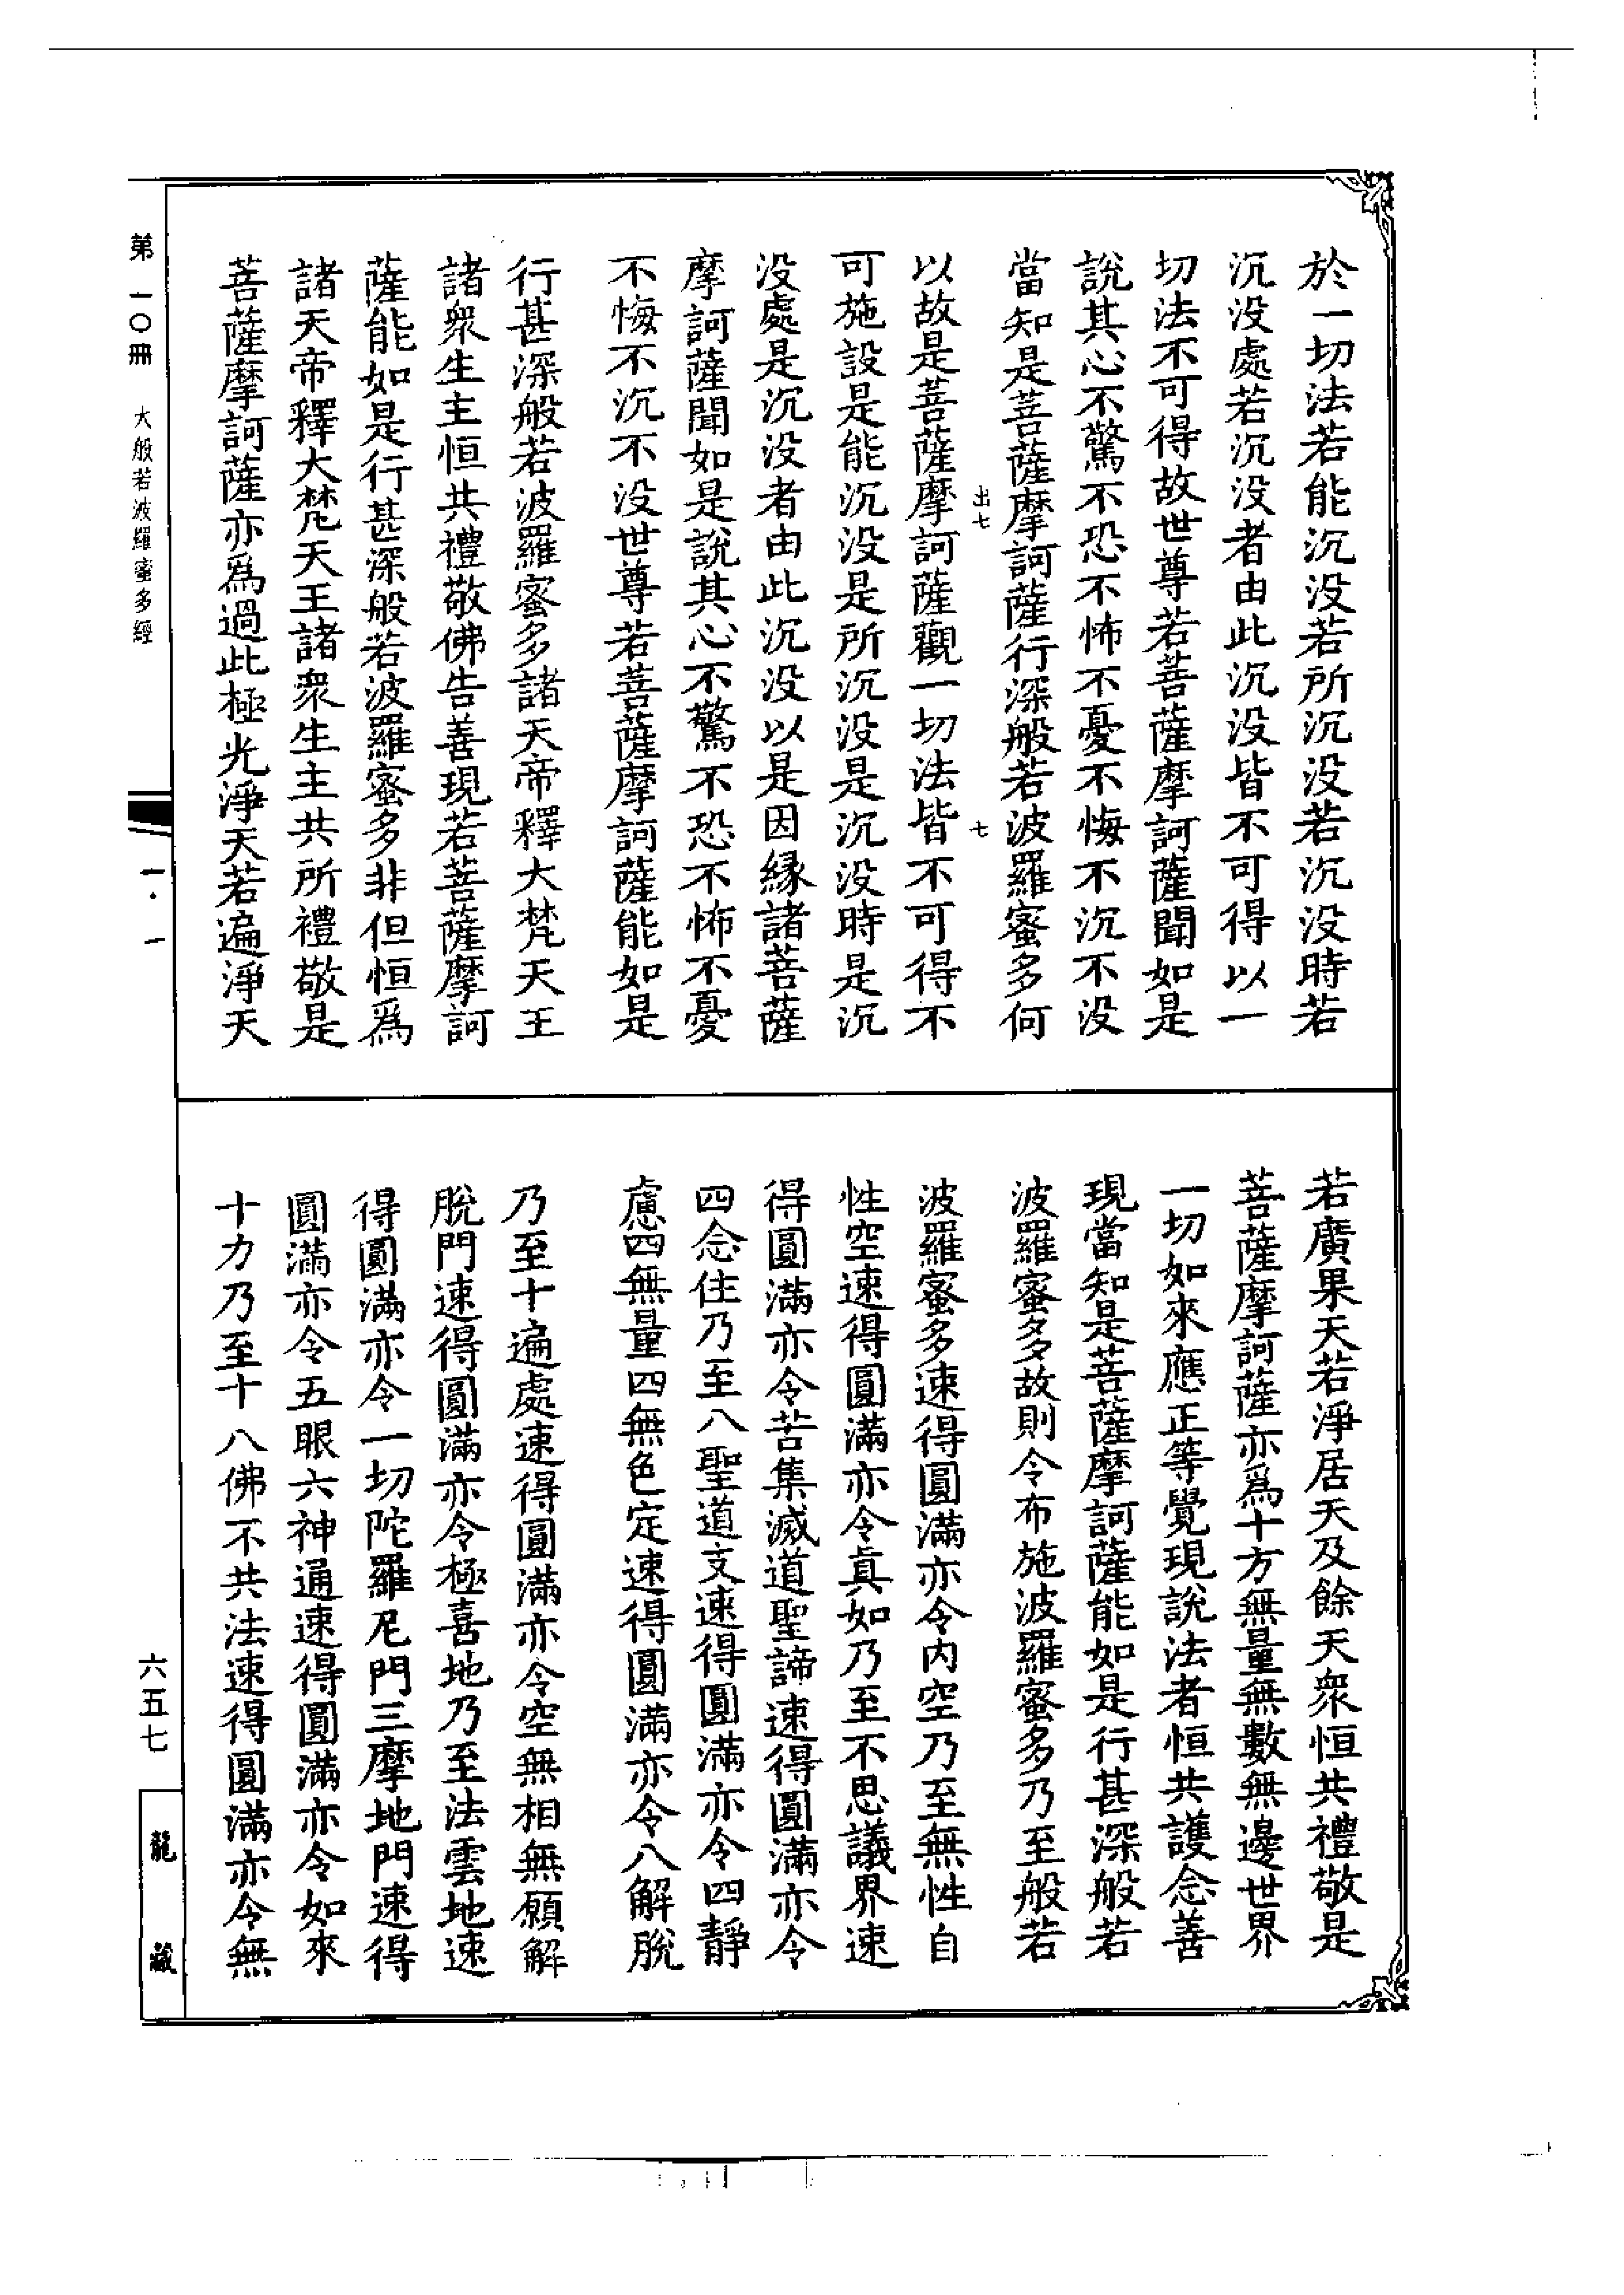 於一切法若能沉没若所沉没若沉没時若
沉没處若沉没者由此沉没皆不可得以一
切法不可得故世尊若菩薩摩訶薩聞如是
說其心不驚不恐不怖不憂不悔不沉不没
當知是菩薩摩訶薩行深般若波羅蜜多何
出七
七
以故是菩薩摩訶薩觀一切法皆不可得不
可施設是能沉没是所沉没是沉没時是沉
没處是沉没者由此沉没以是因緣諸菩薩
摩訶薩聞如是說其心不驚不恐不怖不憂
不悔不沉不没世尊若菩薩摩訶薩能如是
行甚深般若波羅蜜多諸天帝釋大梵天王
諸衆生主恒共禮敬佛告善現若菩薩摩訶
薩能如是行甚深般若波羅蜜多非但恒爲
諸天帝釋大梵天王諸衆生主共所禮敬是
菩薩摩訶薩亦爲過此極光淨天若遍淨天
若廣果天若淨居天及餘天衆恒共禮敬是
菩薩摩訶薩亦爲十方無量無數無邊世界
一切如來應正等覺現說法者恒共護念善
現當知是菩薩摩訶薩能如是行甚深般若
波羅蜜多故則令布施波羅蜜多乃至般若
波羅蜜多速得圓滿亦令内空乃至無性自
性空速得圓滿亦令真如乃至不思議界速
得圓滿亦令苦集滅道聖諦速得圓滿亦令
四念住乃至八聖道支速得圓滿亦令四靜
慮四無量四無色定速得圓滿亦令八解脫
乃至十遍處速得圓滿亦令空無相無願解
脫門速得圓滿亦令極喜地乃至法雲地速
得圓滿亦令一切陀羅尼門三摩地門速得
圓滿亦令五眼六神通速得圓滿亦令如來
十力乃至十八佛不共法速得圓滿亦令無
第一〇冊 大般若波羅蜜多經
一·一
六五七
龍藏